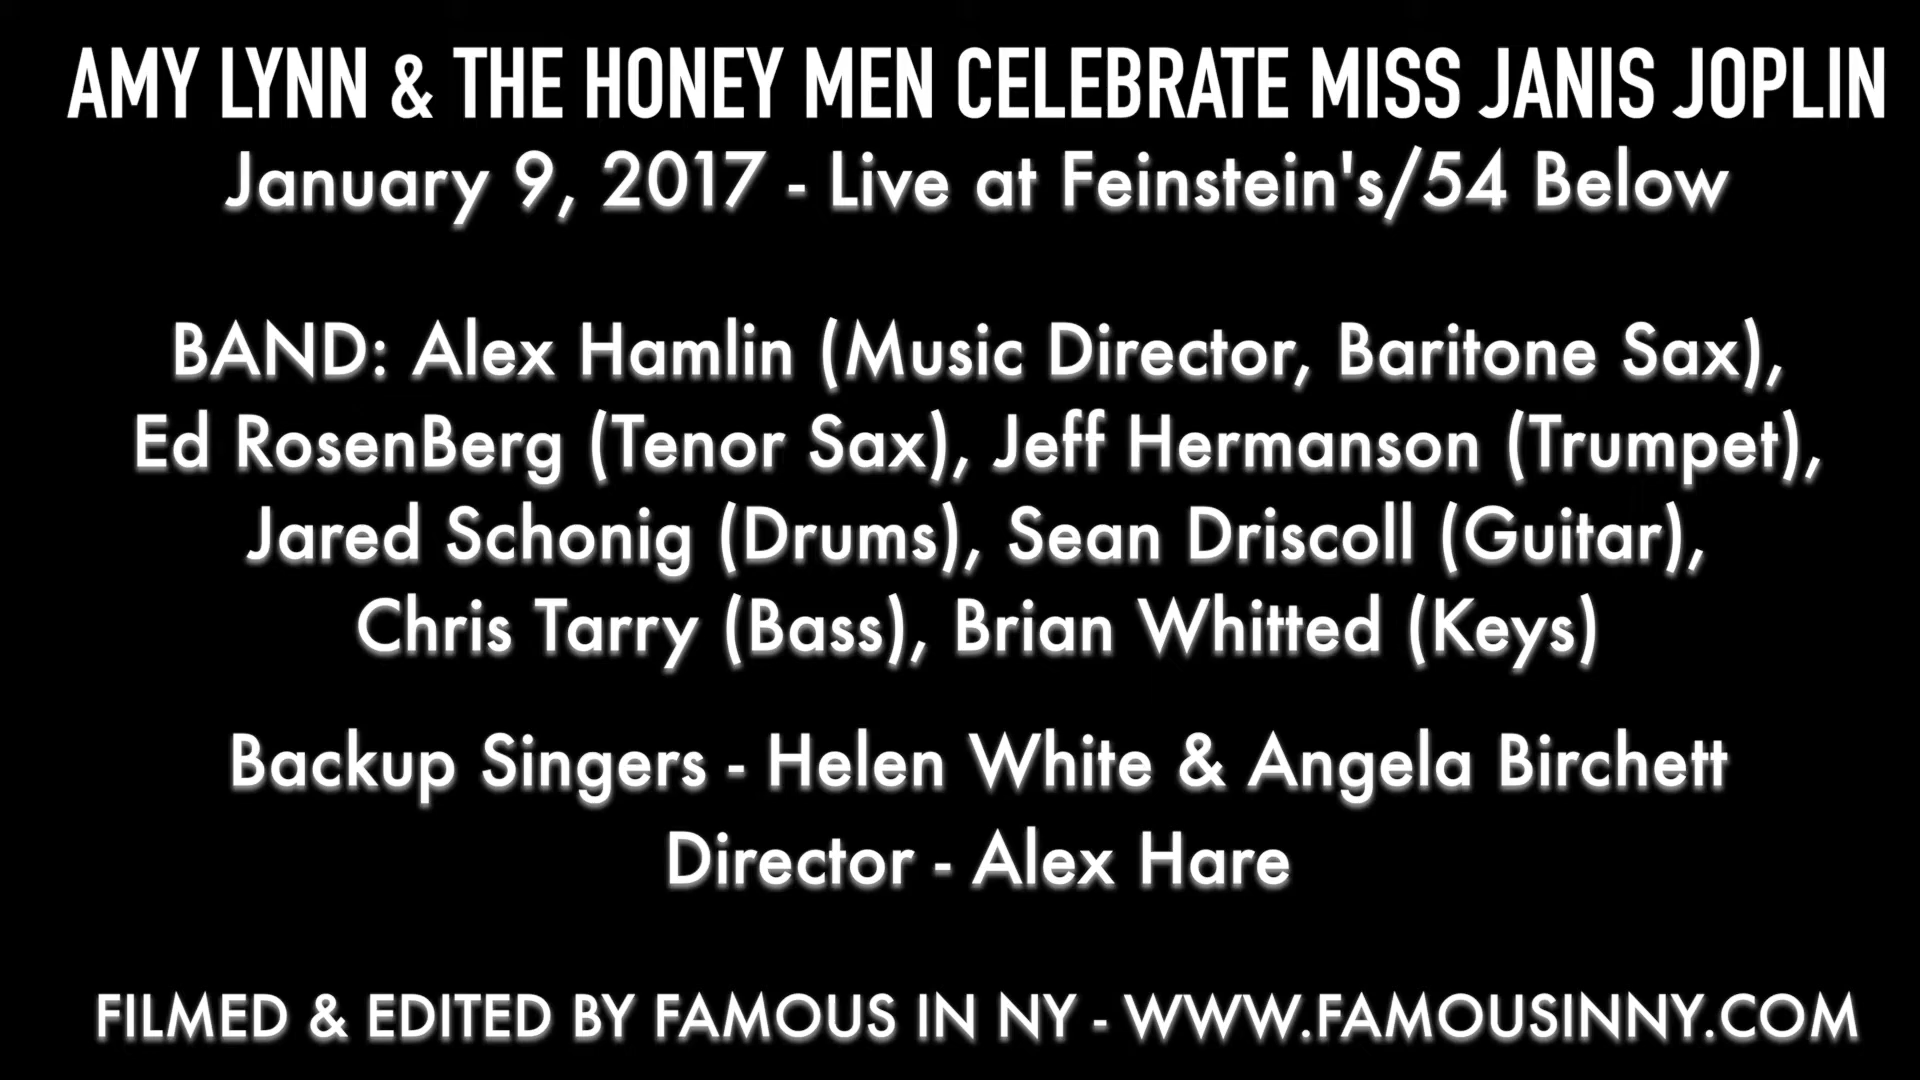 AMY LYNN & THE HONEY MEN CELEBRATE MISS JANIS JOPLIN
January 9, 2017 - Live at Feinstein's/54 Below
BAND: Alex Hamlin (Music Director, Baritone Sax),
Ed RosenBerg (Tenor Sax), Jeff Hermanson (Trumpet),
Jared Schonig (Drums), Sean Driscoll (Guitar),
Chris Tarry (Bass), Brian Whitted (Keys)
Backup Singers - Helen White & Angela Birchett
Director - Alex Hare
FILMED & EDITED BY FAMOUS IN NY - WWW.FAMOUSINNY.COM